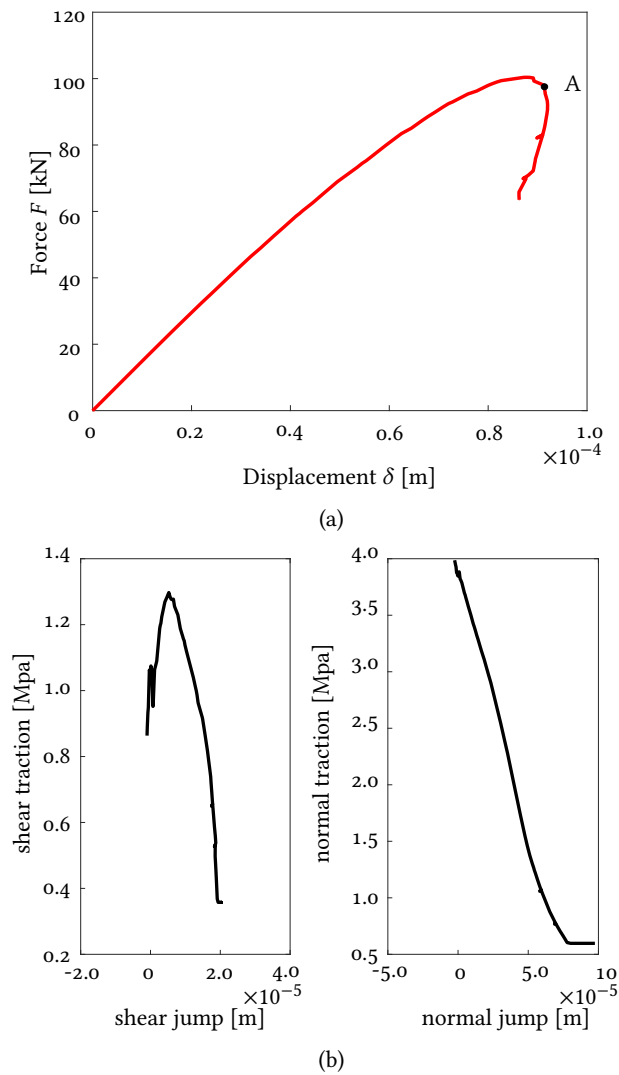 120
100
80
60
40
20
0
Force F [kN]
A
0 0.2 0.4 0.6 0.8 1.0
×10⁻⁴
Displacement δ [m]
(a)
1.4
1.2
1.0
0.8
0.6
0.4
0.2
shear traction [Mpa]
-2.0 0 2.0 4.0
×10⁻⁵
shear jump [m]
4.0
3.5
3.0
2.5
2.0
1.5
1.0
0.5
normal traction [Mpa]
-5.0 0 5.0 10
×10⁻⁵
normal jump [m]
(b)